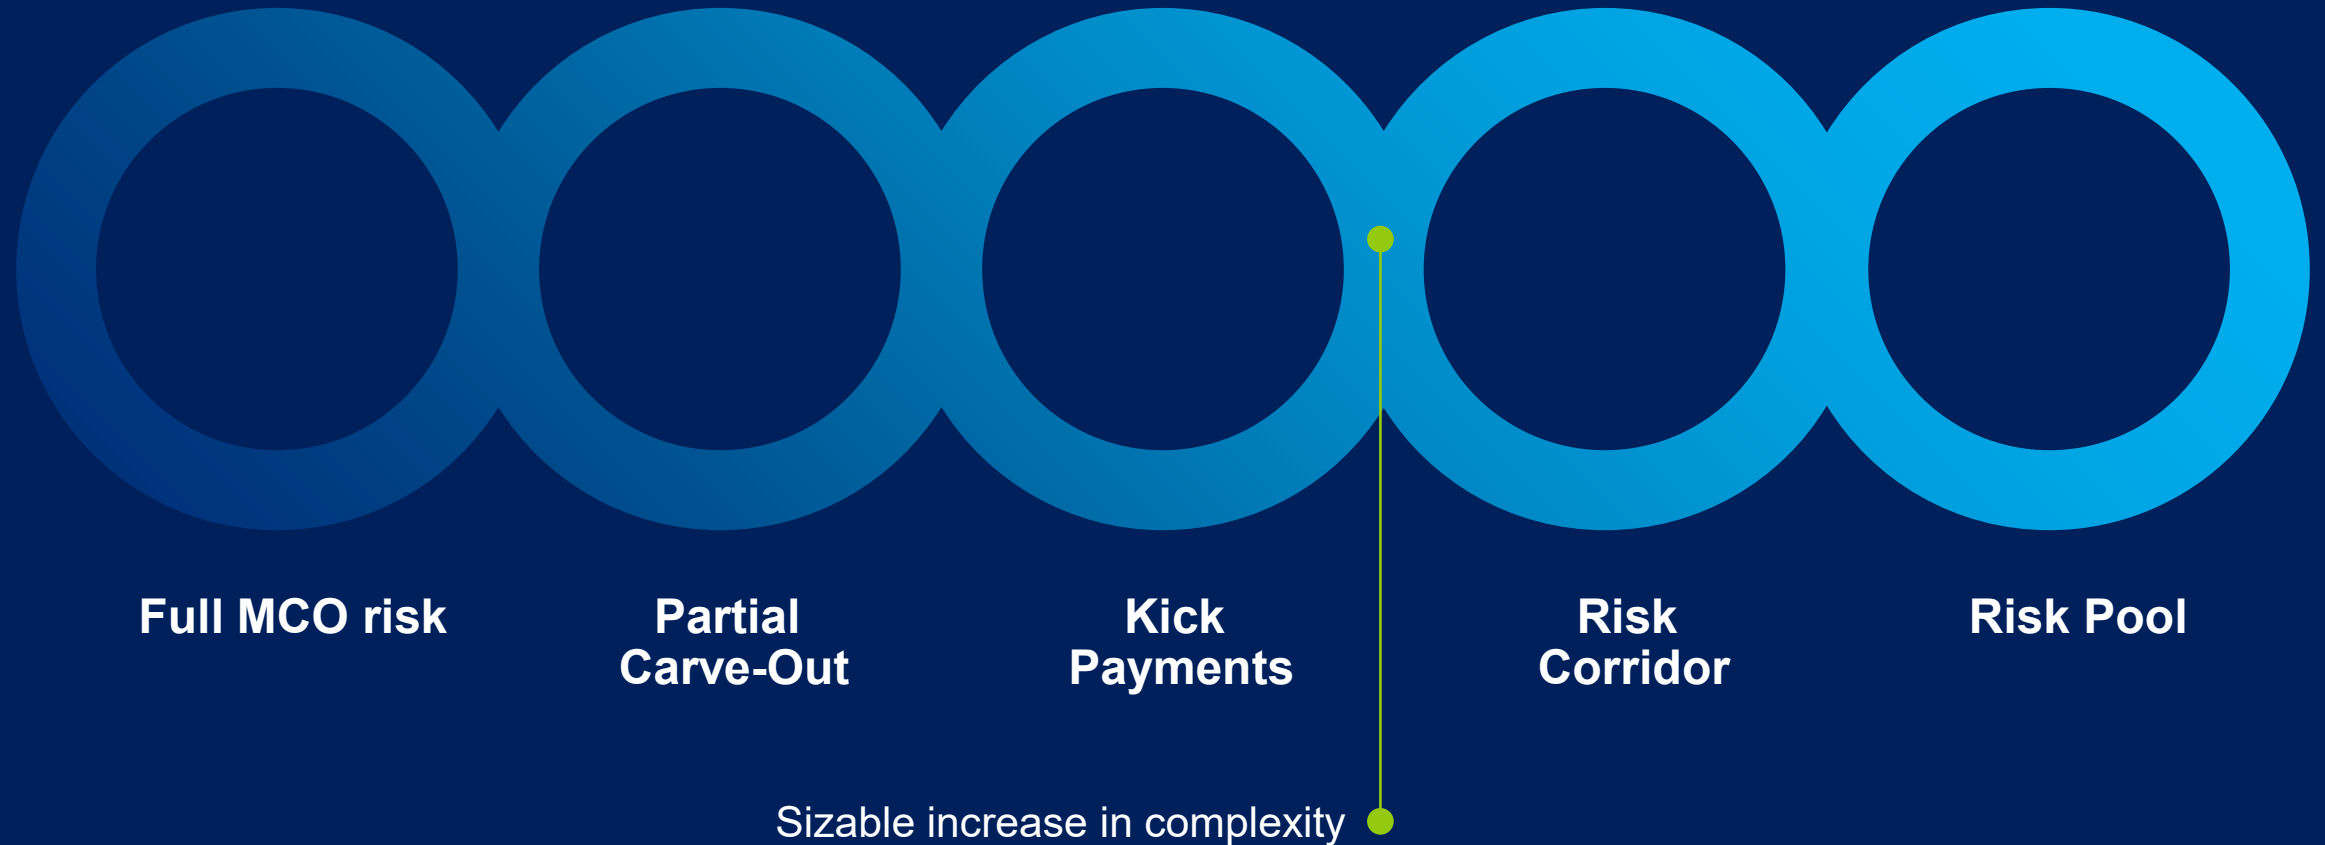 Full MCO risk
Partial
Carve-Out
Kick
Payments
Risk
Corridor
Risk Pool
Sizable increase in complexity